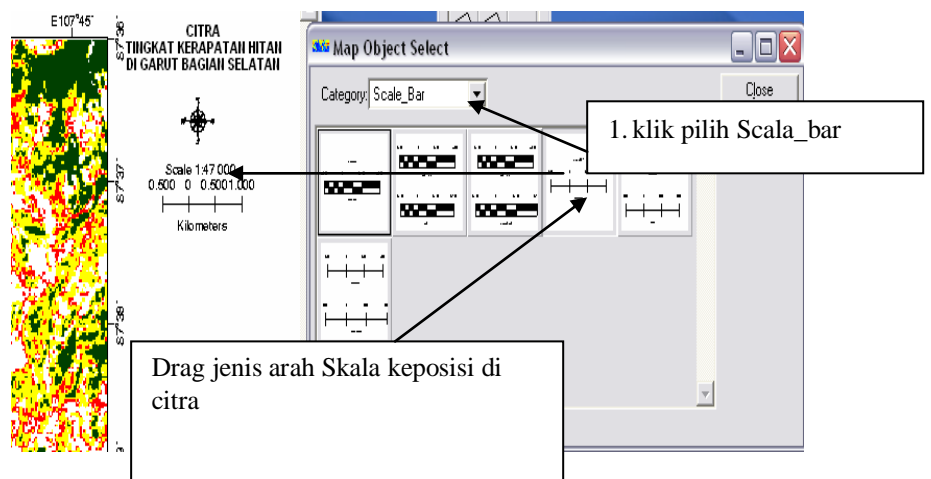 E107°45'
S7°36'
CITRA
TINGKAT KERAPATAN HITAN
DI GARUT BAGIAN SELATAN
Scale 1:47 000
0.500 0 0.5001.000
Kilometers
S7°37'
S7°38'
Map Object Select
Category: Scale_Bar
Close
1. klik pilih Scala_bar
Drag jenis arah Skala keposisi di
citra